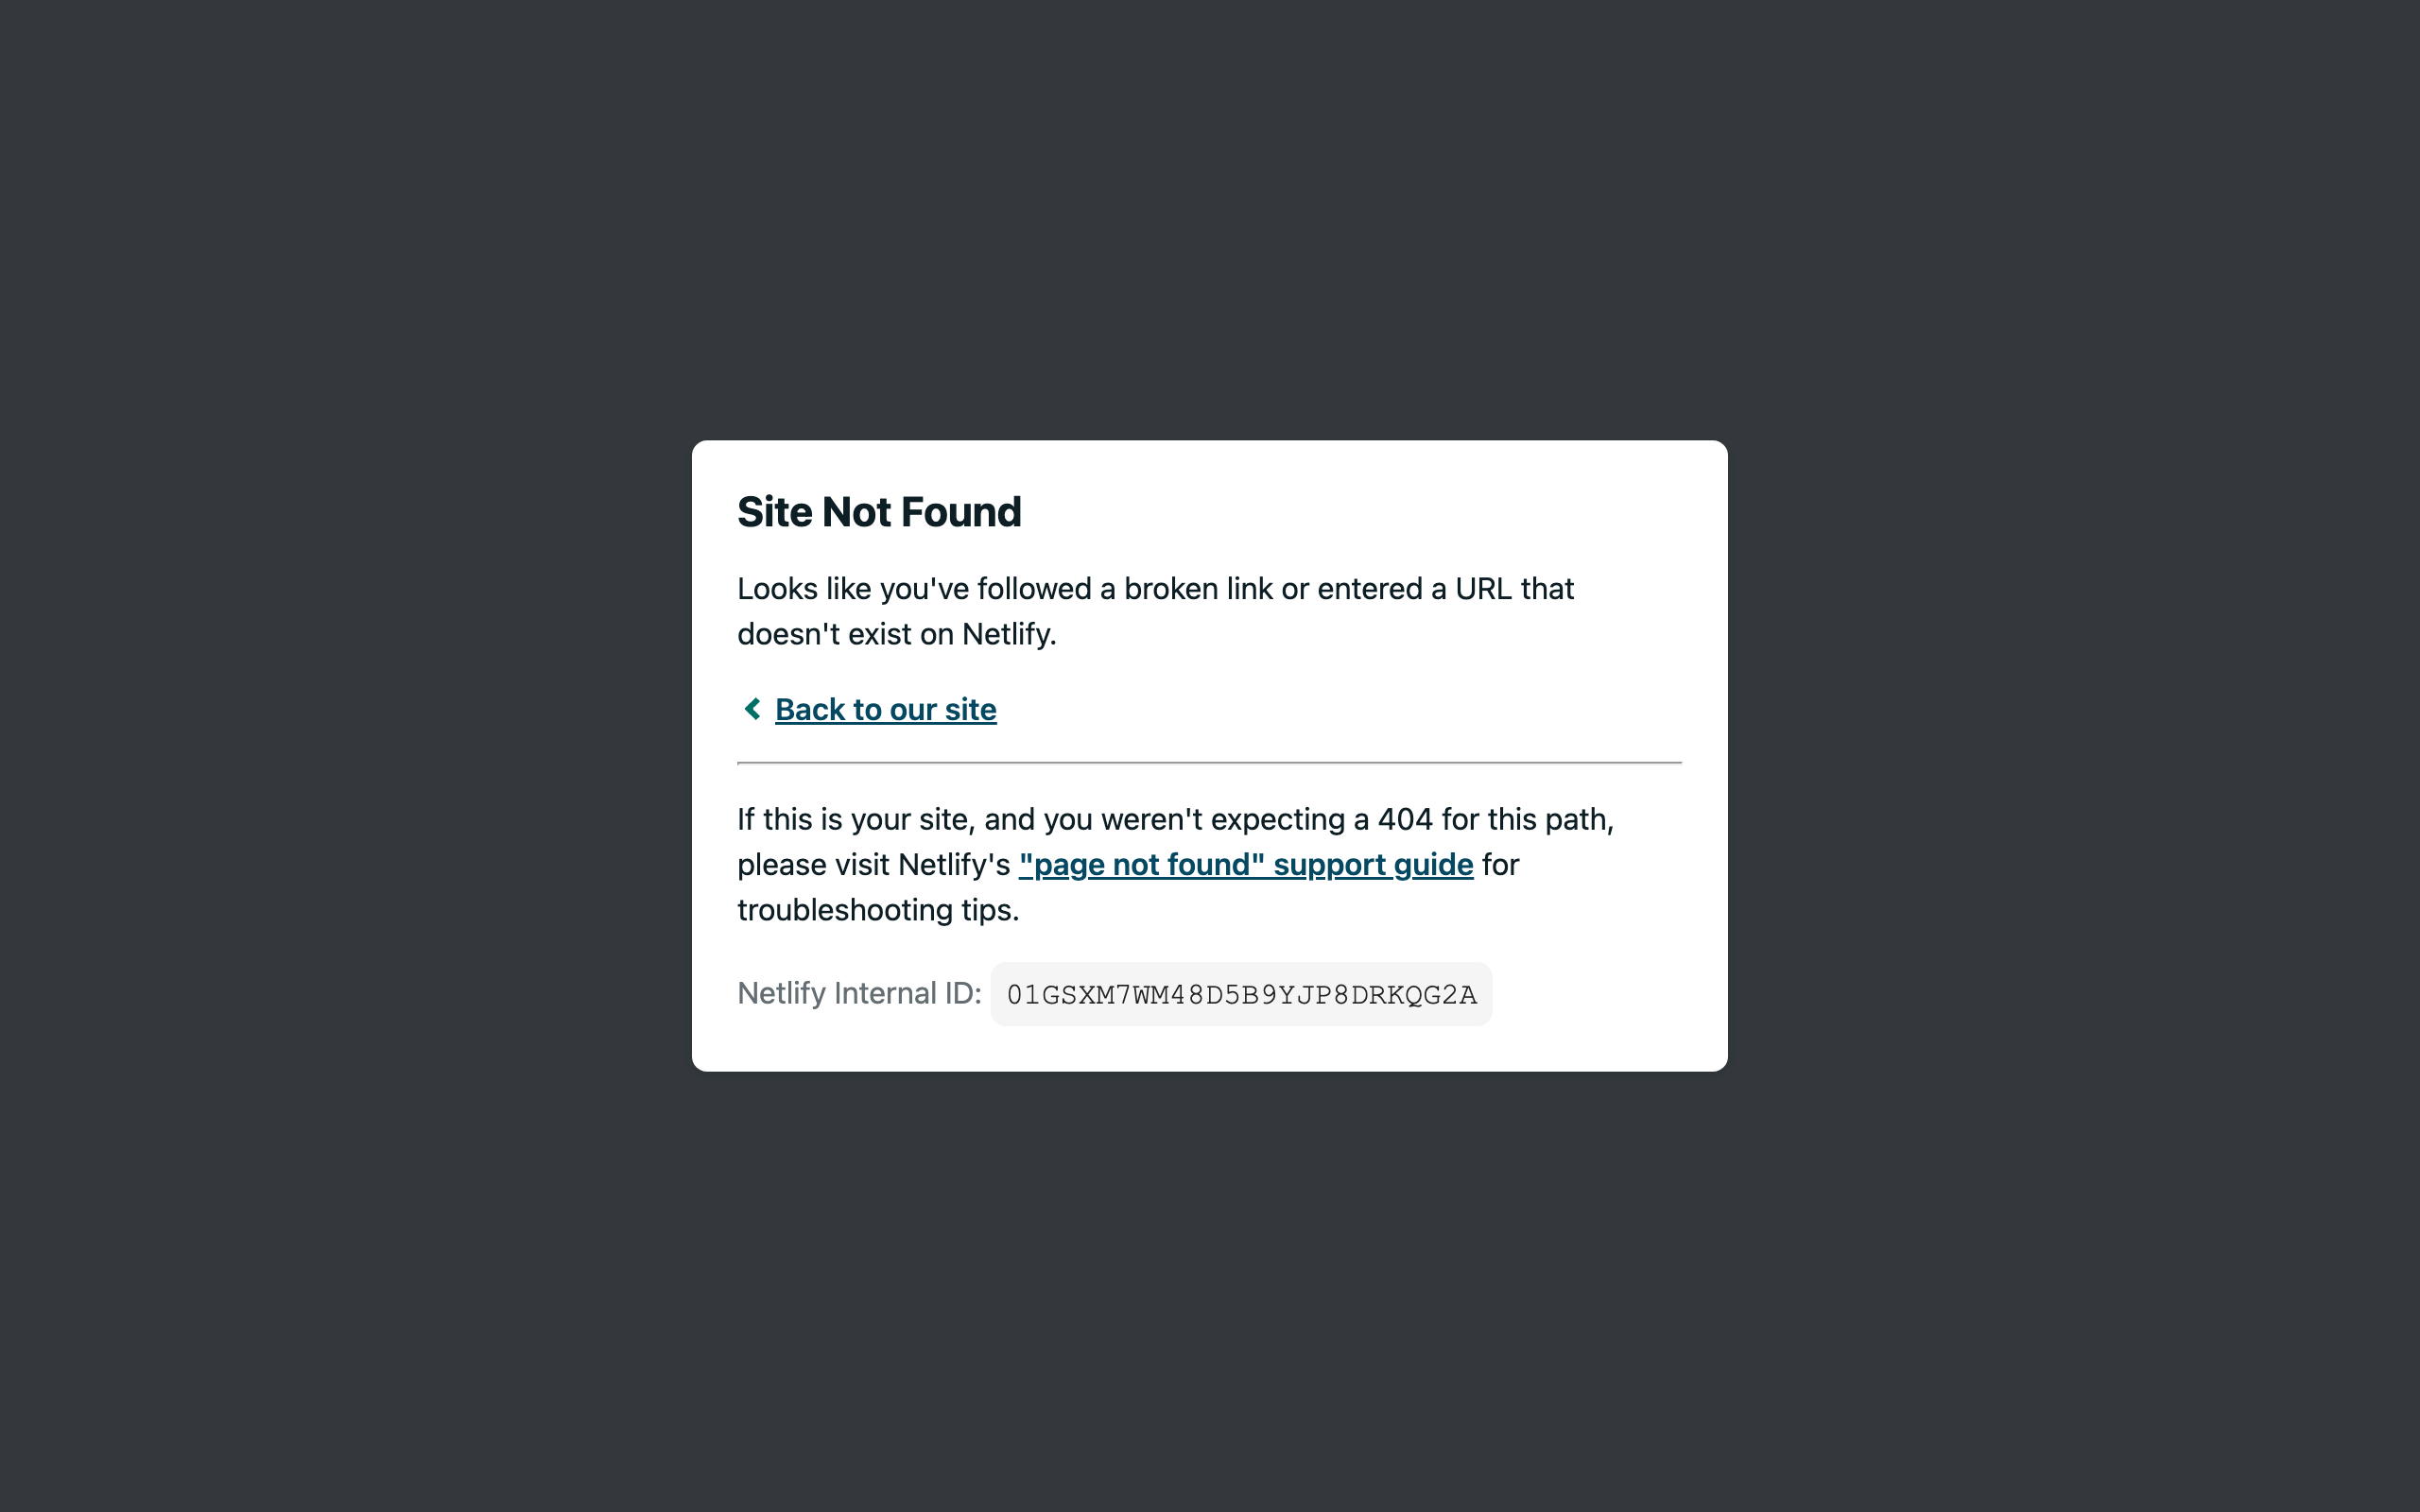 Site Not Found
Looks like you've followed a broken link or entered a URL that
doesn't exist on Netlify.
Back to our site
If this is your site, and you weren't expecting a 404 for this path,
please visit Netlify's "page not found" support guide for
troubleshooting tips.
Netlify Internal ID: 01GSXM7WM48D5B9YJP8DRKQG2A